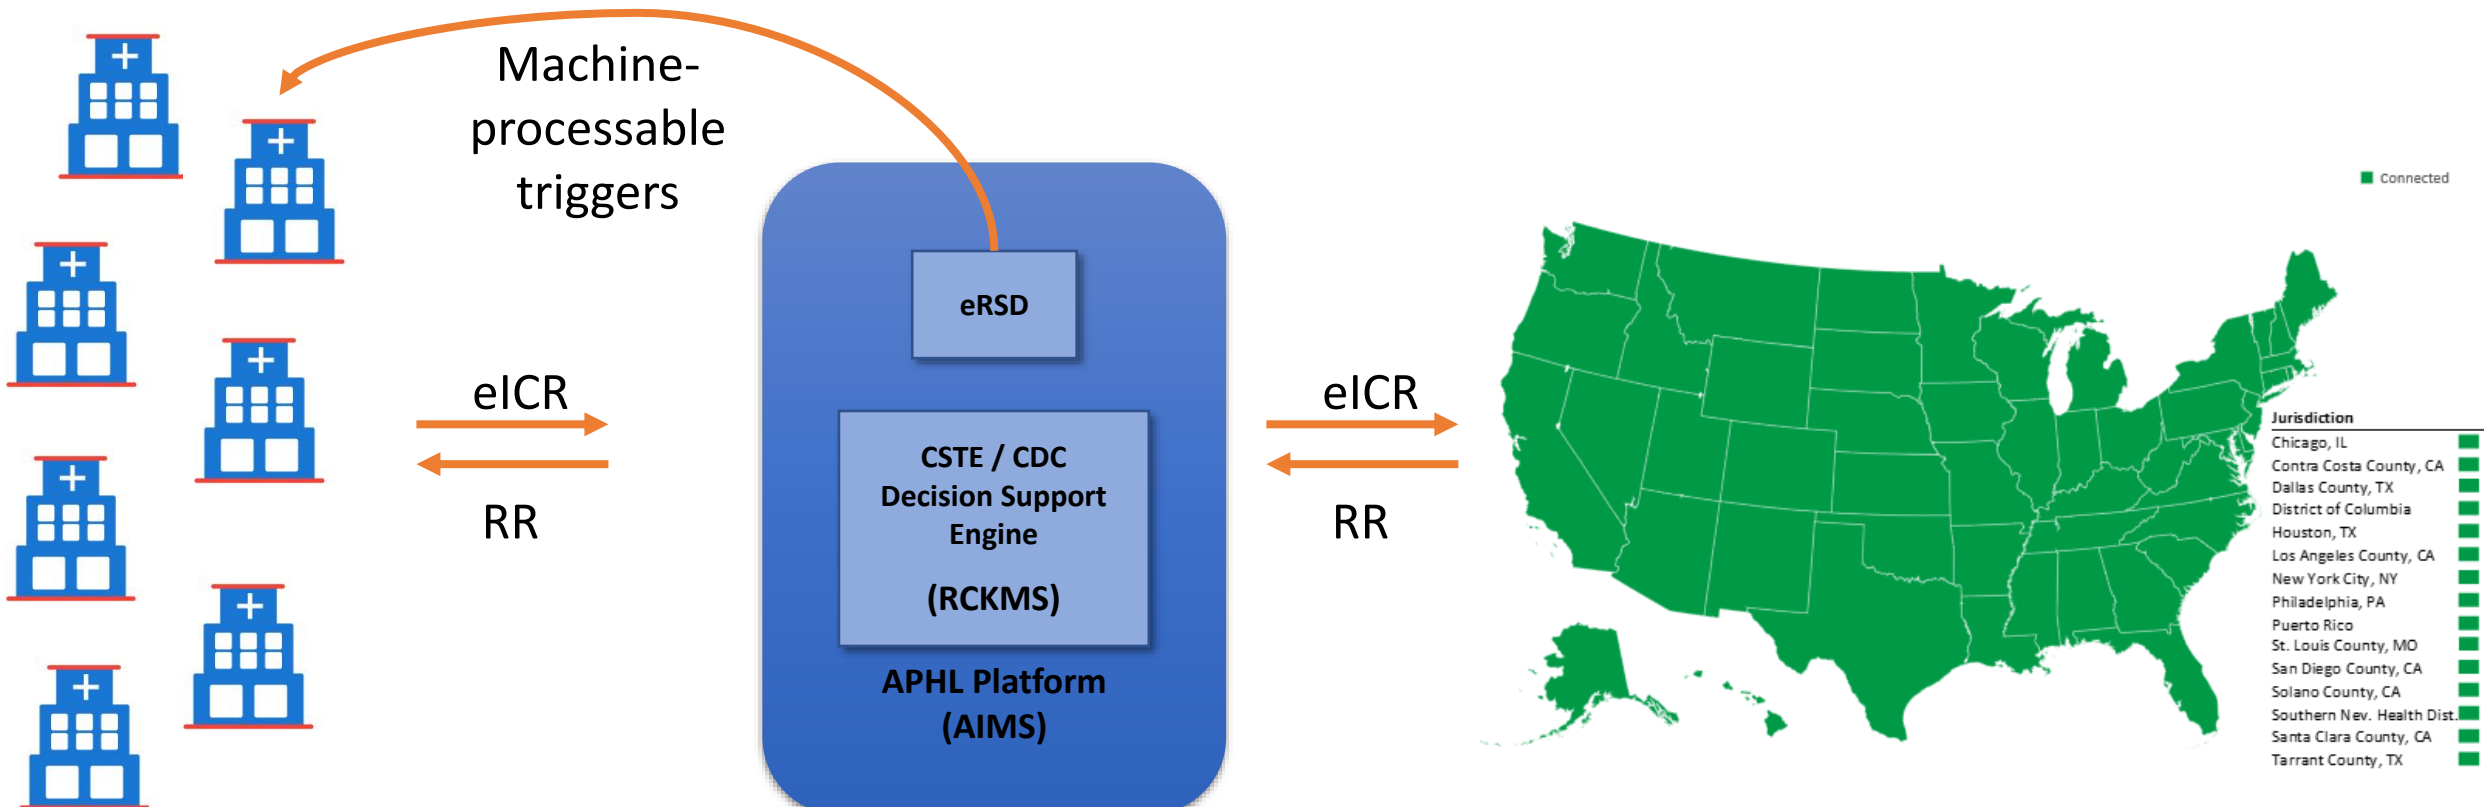 Machine-
processable
triggers
eICR
RR
eRSD
CSTE / CDC
Decision Support
Engine
(RCKMS)
APHL Platform
(AIMS)
eICR
RR
Connected
Jurisdiction
Chicago, IL
Contra Costa County, CA
Dallas County, TX
District of Columbia
Houston, TX
Los Angeles County, CA
New York City, NY
Philadelphia, PA
Puerto Rico
St. Louis County, MO
San Diego County, CA
Solano County, CA
Southern Nev. Health Dist.
Santa Clara County, CA
Tarrant County, TX